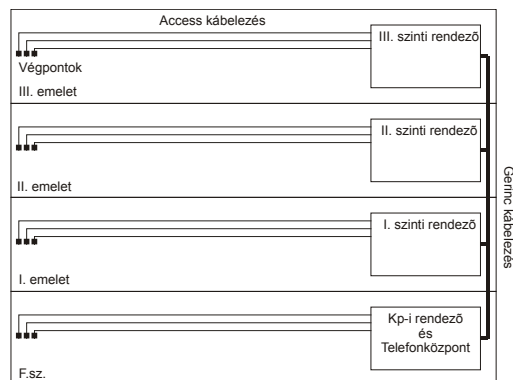 Access kábelezés
III. szinti rendező
Végpontok
III. emelet
II. szinti rendező
II. emelet
Gerinc kábelezés
I. szinti rendező
I. emelet
Kp-i rendező
és
Telefonközpont
F.sz.